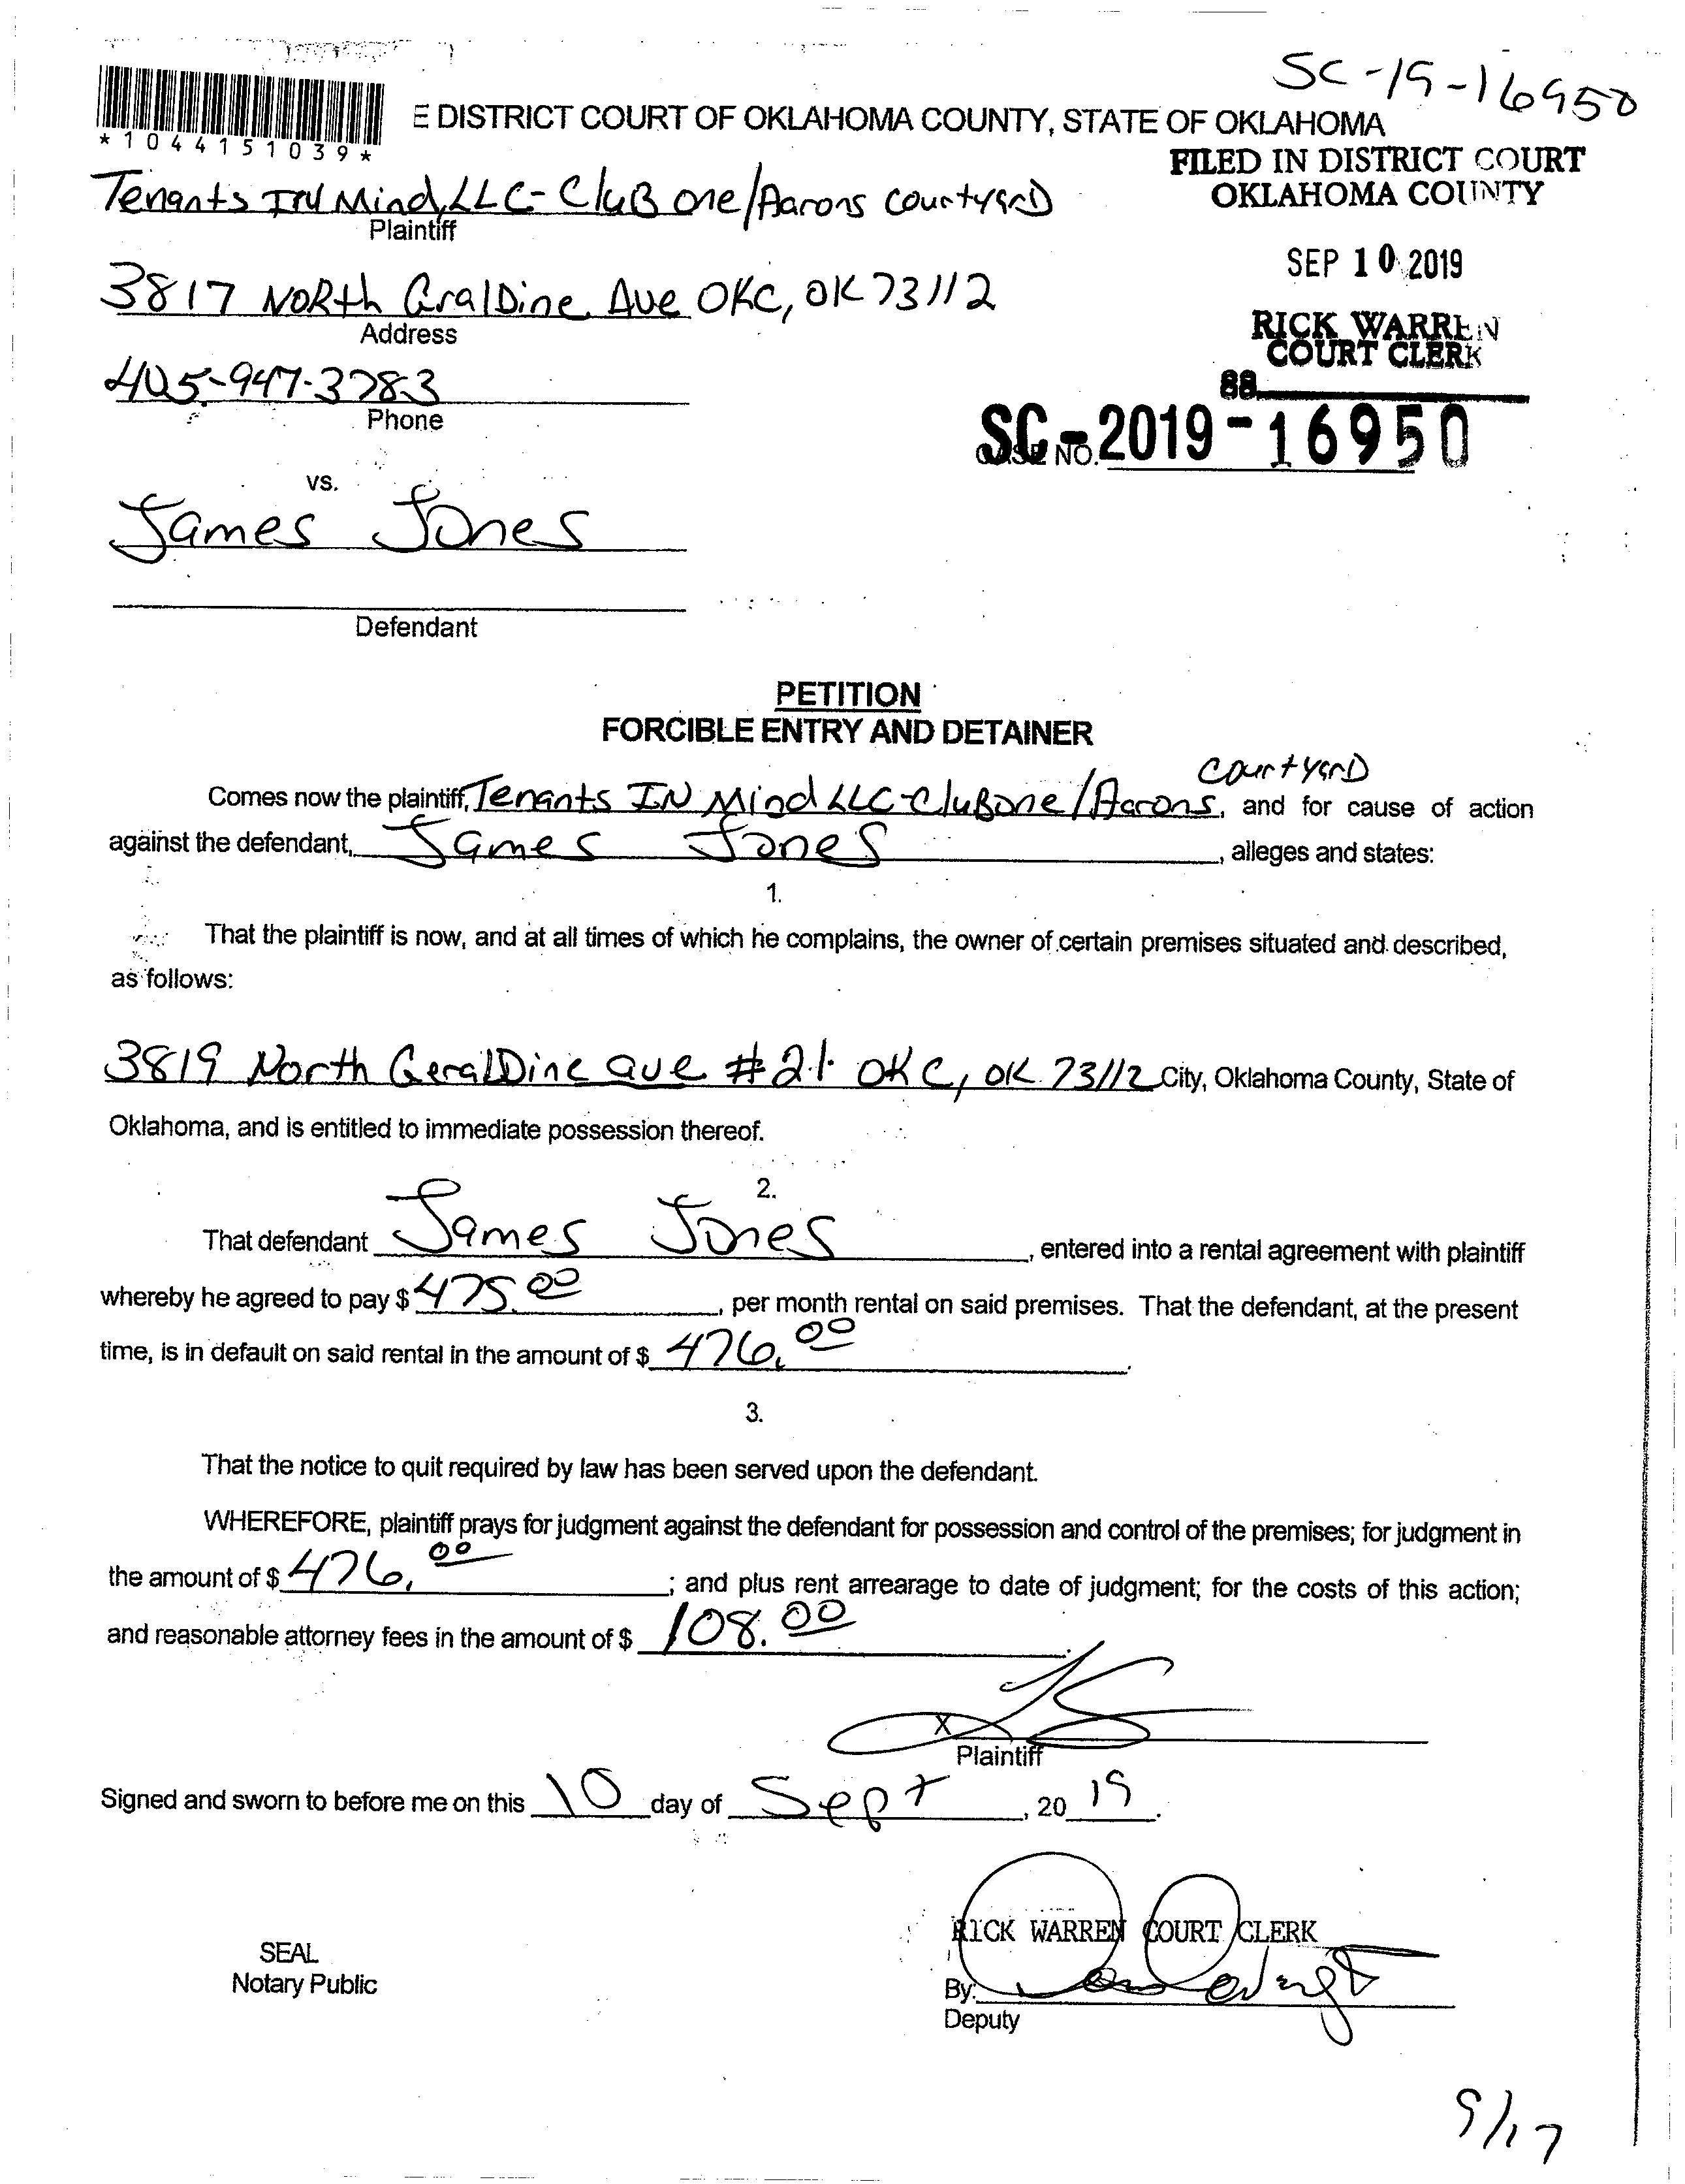 SC-19-16950
E DISTRICT COURT OF OKLAHOMA COUNTY, STATE OF OKLAHOMA
*1044151039*
FILED IN DISTRICT COURT
OKLAHOMA COUNTY
Tenants IN Mind, LLC - CluB one/Aarons courtyarD
Plaintiff
SEP 10 2019
3817 NORth GralDine Ave OKC, OK 73112
Address
RICK WARREN
COURT CLERK
405-947-3783
Phone
88
SC-2019-16950
CASE NO.
vs.
James Jones
Defendant
PETITION
FORCIBLE ENTRY AND DETAINER
courtyarD
Comes now the plaintiff, Tenants IN Mind LLC-CluBone/Aarons, and for cause of action
against the defendant, James Jones, alleges and states:
1.
That the plaintiff is now, and at all times of which he complains, the owner of certain premises situated and described,
as follows:
3819 North GeralDine ave #21 OKC, OK 73112 City, Oklahoma County, State of
Oklahoma, and is entitled to immediate possession thereof.
2.
That defendant James Jones, entered into a rental agreement with plaintiff
whereby he agreed to pay $ 475.00, per month rental on said premises. That the defendant, at the present
time, is in default on said rental in the amount of $ 476.00.
3.
That the notice to quit required by law has been served upon the defendant.
WHEREFORE, plaintiff prays for judgment against the defendant for possession and control of the premises; for judgment in
the amount of $ 476.00; and plus rent arrearage to date of judgment; for the costs of this action;
and reasonable attorney fees in the amount of $ 108.00.
X
Plaintiff
Signed and sworn to before me on this 10 day of Sept, 2019.
RICK WARREN COURT CLERK
SEAL
Notary Public
By:
Deputy
9/17